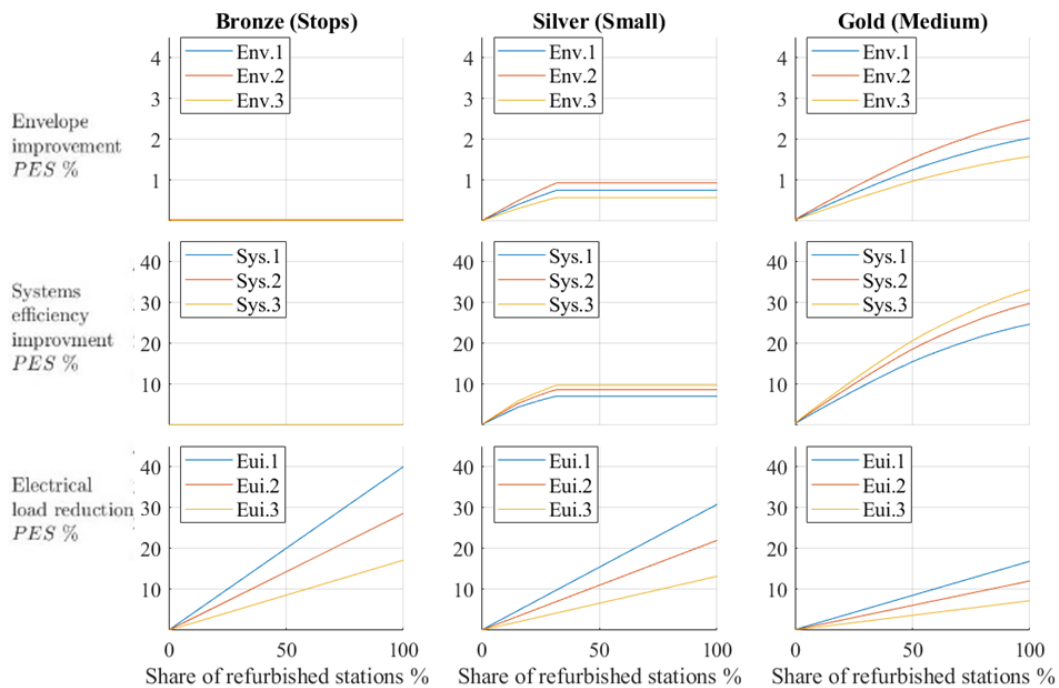 Bronze (Stops)
Silver (Small)
Gold (Medium)
Envelope
improvement
PES %
4
3
2
1
Env.1
Env.2
Env.3
4
3
2
1
Env.1
Env.2
Env.3
4
3
2
1
Env.1
Env.2
Env.3
Systems
efficiency
improvment
PES %
40
30
20
10
Sys.1
Sys.2
Sys.3
40
30
20
10
Sys.1
Sys.2
Sys.3
40
30
20
10
Sys.1
Sys.2
Sys.3
Electrical
load reduction
PES %
40
30
20
10
Eui.1
Eui.2
Eui.3
40
30
20
10
Eui.1
Eui.2
Eui.3
40
30
20
10
Eui.1
Eui.2
Eui.3
0 50 100
0 50 100
0 50 100
Share of refurbished stations %
Share of refurbished stations %
Share of refurbished stations %